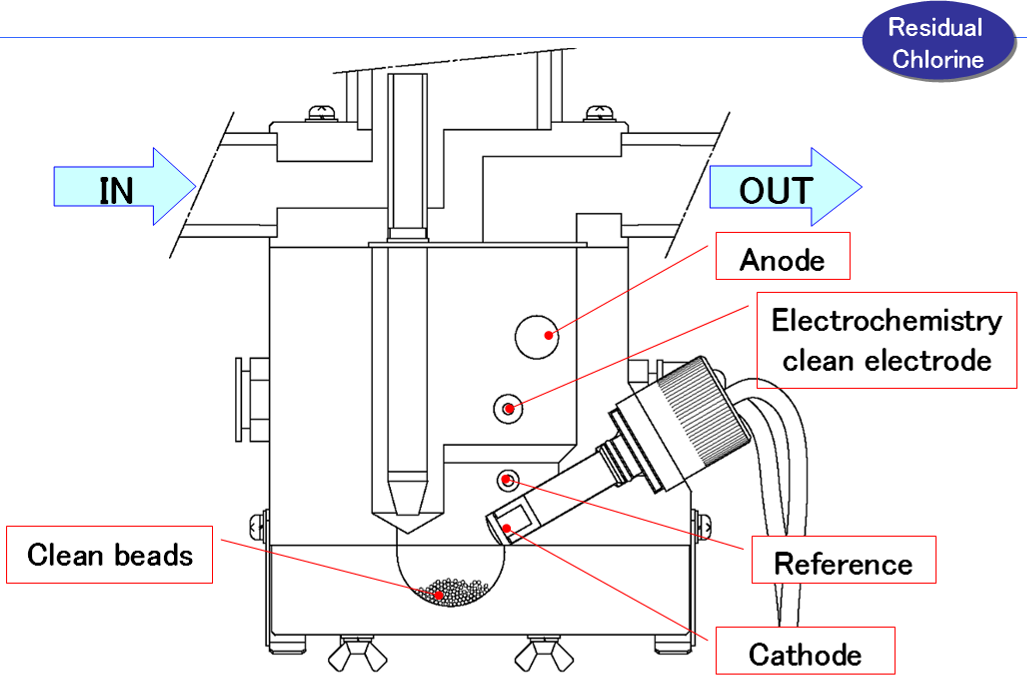 Residual
Chlorine
IN
OUT
Anode
Electrochemistry
clean electrode
Clean beads
Reference
Cathode